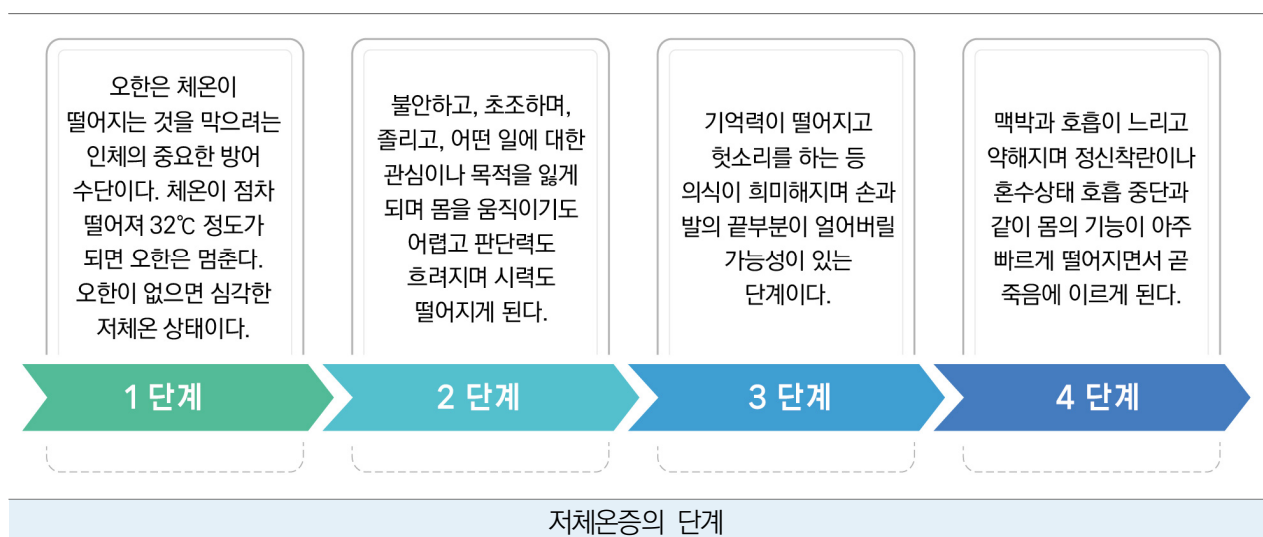 오한은 체온이
떨어지는 것을 막으려는
인체의 중요한 방어
수단이다. 체온이 점차
떨어져 32℃ 정도가
되면 오한은 멈춘다.
오한이 없으면 심각한
저체온 상태이다.
1 단계
불안하고, 초조하며,
졸리고, 어떤 일에 대한
관심이나 목적을 잃게
되며 몸을 움직이기도
어렵고 판단력도
흐려지며 시력도
떨어지게 된다.
2 단계
기억력이 떨어지고
헛소리를 하는 등
의식이 희미해지며 손과
발의 끝부분이 얼어버릴
가능성이 있는
단계이다.
3 단계
맥박과 호흡이 느리고
약해지며 정신착란이나
혼수상태 호흡 중단과
같이 몸의 기능이 아주
빠르게 떨어지면서 곧
죽음에 이르게 된다.
4 단계
저체온증의 단계